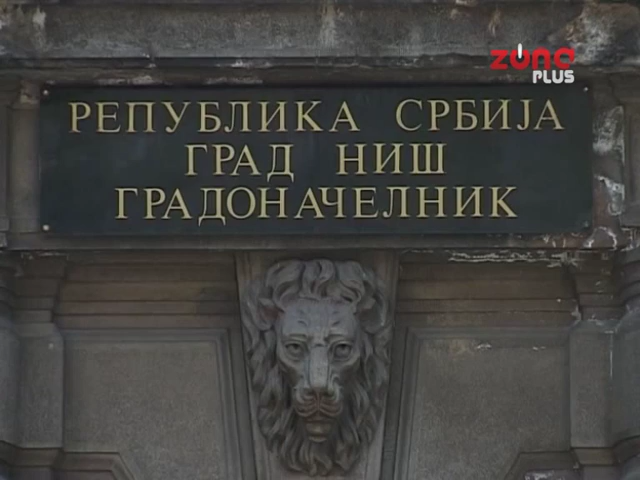 zona
PLUS
РЕПУБЛИКА СРБИЈА
ГРАД НИШ
ГРАДОНАЧЕЛНИК